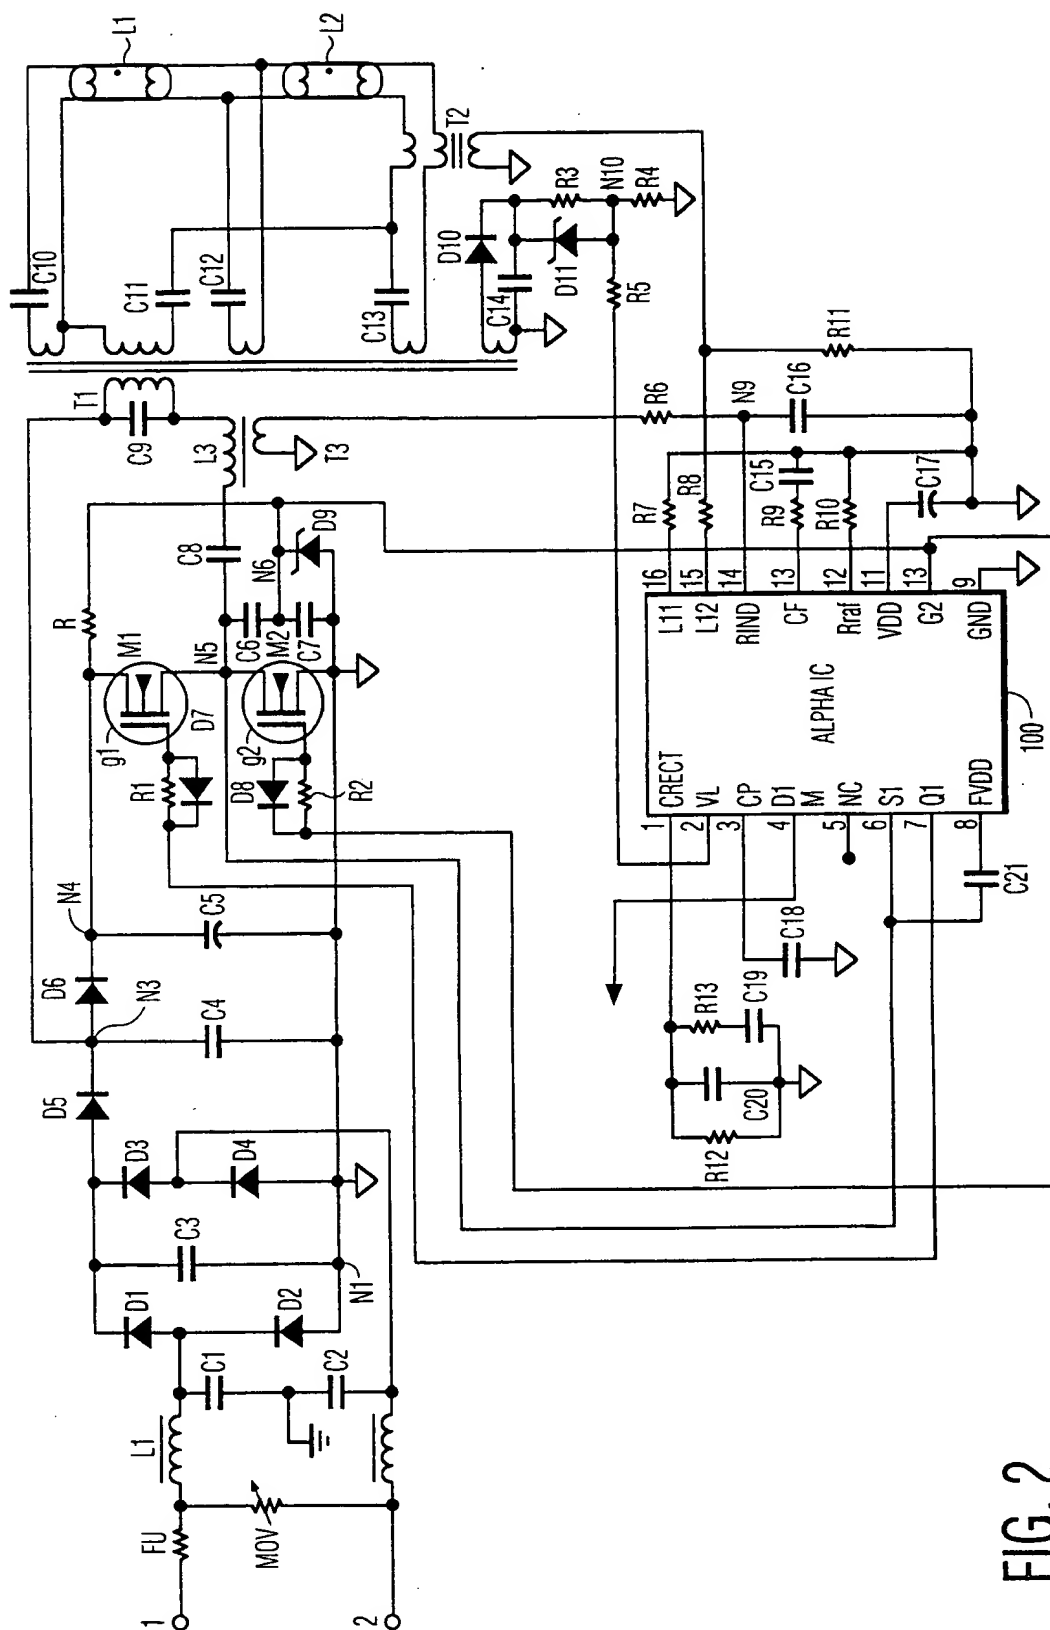 1
2
FU
MOV
L1
C1
C2
D1
D2
C3
N1
D3
D4
D5
N3
C4
D6
N4
C5
R1
D7
g1
M1
R
D8
R2
g2
M2
N5
C6
C7
N6
D9
C8
L3
T3
C9
T1
C10
C11
C12
C13
C14
L1
L2
T2
D10
D11
R3
N10
R4
R5
R6
N9
C16
R11
R7
R8
R9
C15
R10
C17
16
15
14
13
12
11
13
9
L11
L12
RIND
CF
Rraf
VDD
G2
GND
ALPHA IC
100
CRECT
VL
CP
D1
M
NC
S1
Q1
FVDD
1
2
3
4
5
6
7
8
C18
R13
C19
C20
R12
C21
FIG. 2